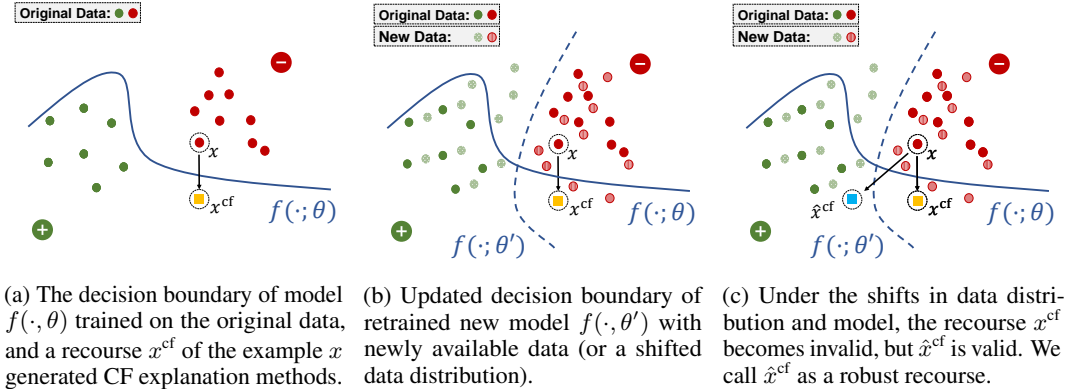 Original Data:
x
x^cf
f(·; θ)
Original Data:
New Data:
x
x^cf
f(·; θ′)
f(·; θ)
Original Data:
New Data:
x
x̂^cf
x^cf
f(·; θ′)
f(·; θ)
(a) The decision boundary of model
f(·, θ) trained on the original data,
and a recourse x^cf of the example x
generated CF explanation methods.
(b) Updated decision boundary of
retrained new model f(·, θ′) with
newly available data (or a shifted
data distribution).
(c) Under the shifts in data distri-
bution and model, the recourse x^cf
becomes invalid, but x̂^cf is valid. We
call x̂^cf as a robust recourse.